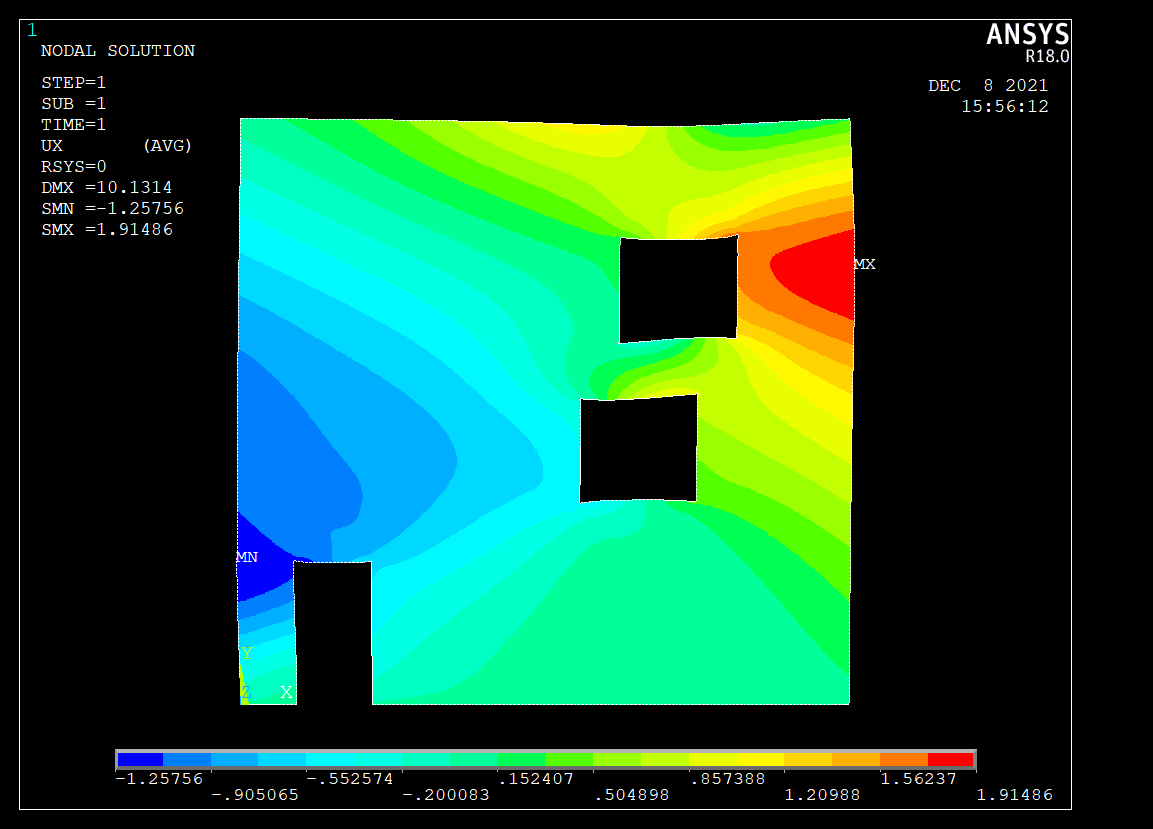 1
NODAL SOLUTION
STEP=1
SUB =1
TIME=1
UX (AVG)
RSYS=0
DMX =10.1314
SMN =-1.25756
SMX =1.91486
ANSYS
R18.0
DEC 8 2021
15:56:12
MX
MN
Y
Z X
-1.25756 -.552574 .152407 .857388 1.56237
-.905065 -.200083 .504898 1.20988 1.91486